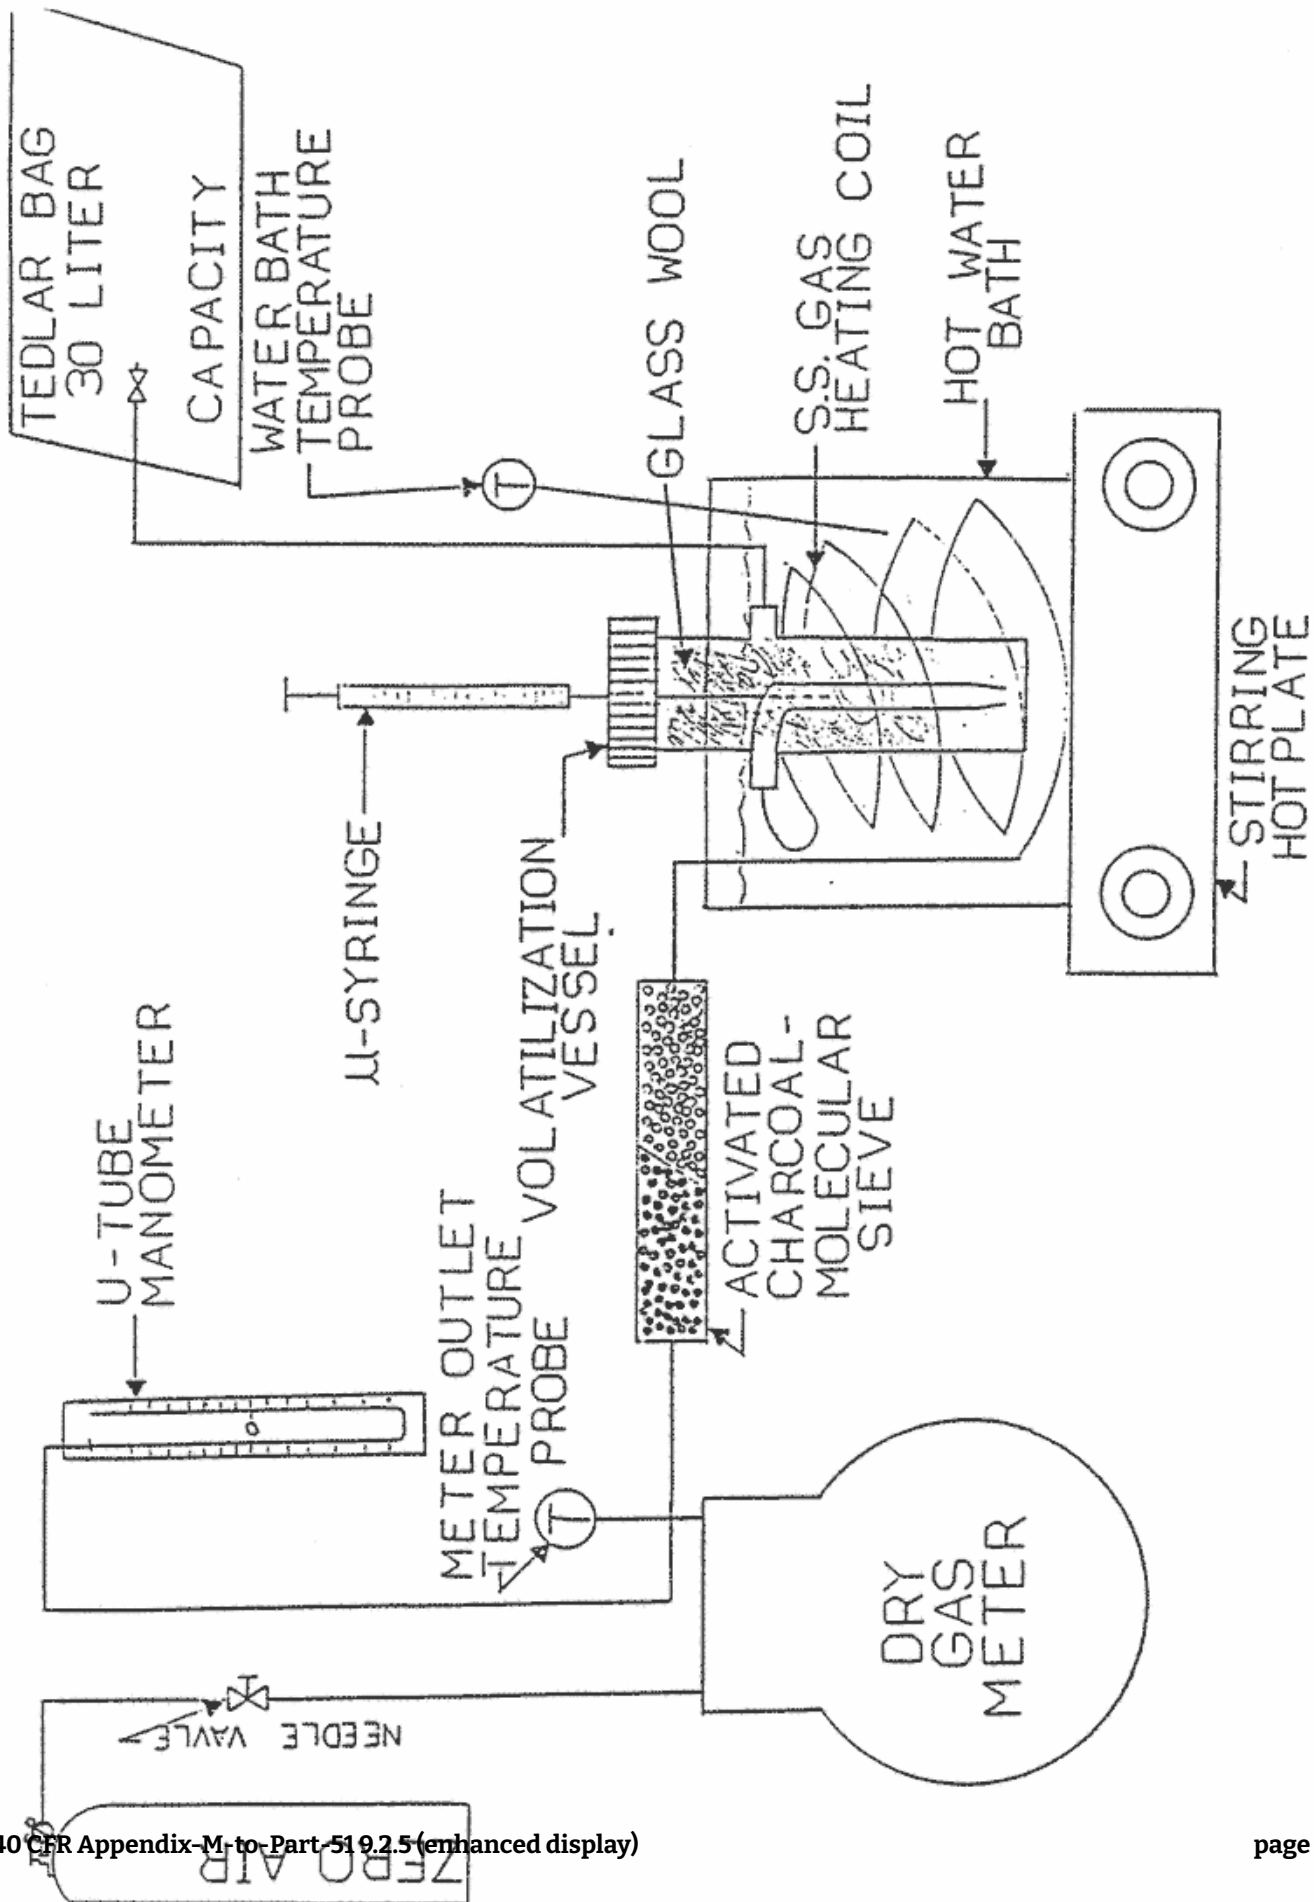 TEDLAR BAG
30 LITER
CAPACITY
WATER BATH
TEMPERATURE
PROBE
T
GLASS WOOL
S.S. GAS
HEATING COIL
HOT WATER
BATH
µ-SYRINGE
VOLATILIZATION
VESSEL
STIRRING
HOT PLATE
U-TUBE
MANOMETER
0
METER OUTLET
TEMPERATURE
PROBE
T
ACTIVATED
CHARCOAL-
MOLECULAR
SIEVE
DRY
GAS
METER
NEEDLE VAVLE
ZERO AIR
40 CFR Appendix-M-to-Part-51 9.2.5 (enhanced display)
page